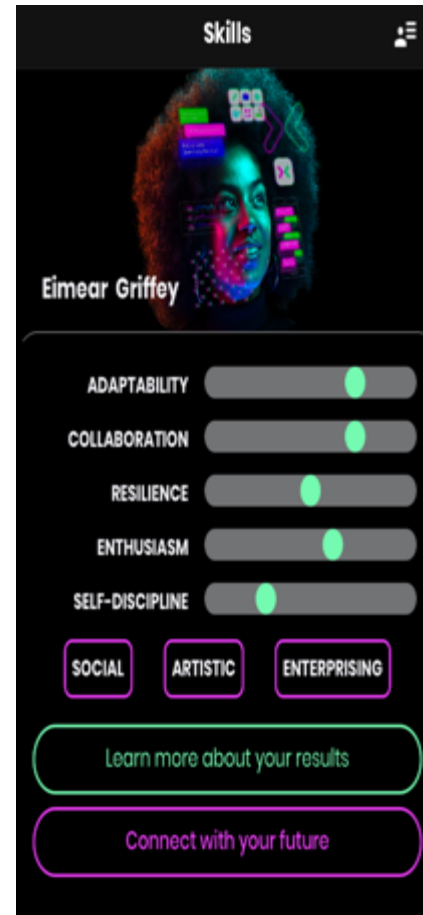 Skills
Eimear Griffey
ADAPTABILITY
COLLABORATION
RESILIENCE
ENTHUSIASM
SELF-DISCIPLINE
SOCIAL ARTISTIC ENTERPRISING
Learn more about your results
Connect with your future